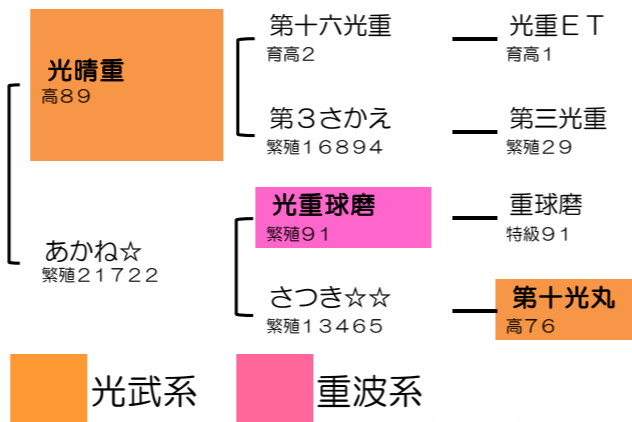 光晴重
高89
あかね☆
繁殖21722
第十六光重
育高2
第3さかえ
繁殖16894
光重球磨
繁殖91
さつき☆☆
繁殖13465
光重ET
育高1
第三光重
繁殖29
重球磨
特級91
第十光丸
高76
光武系
重波系